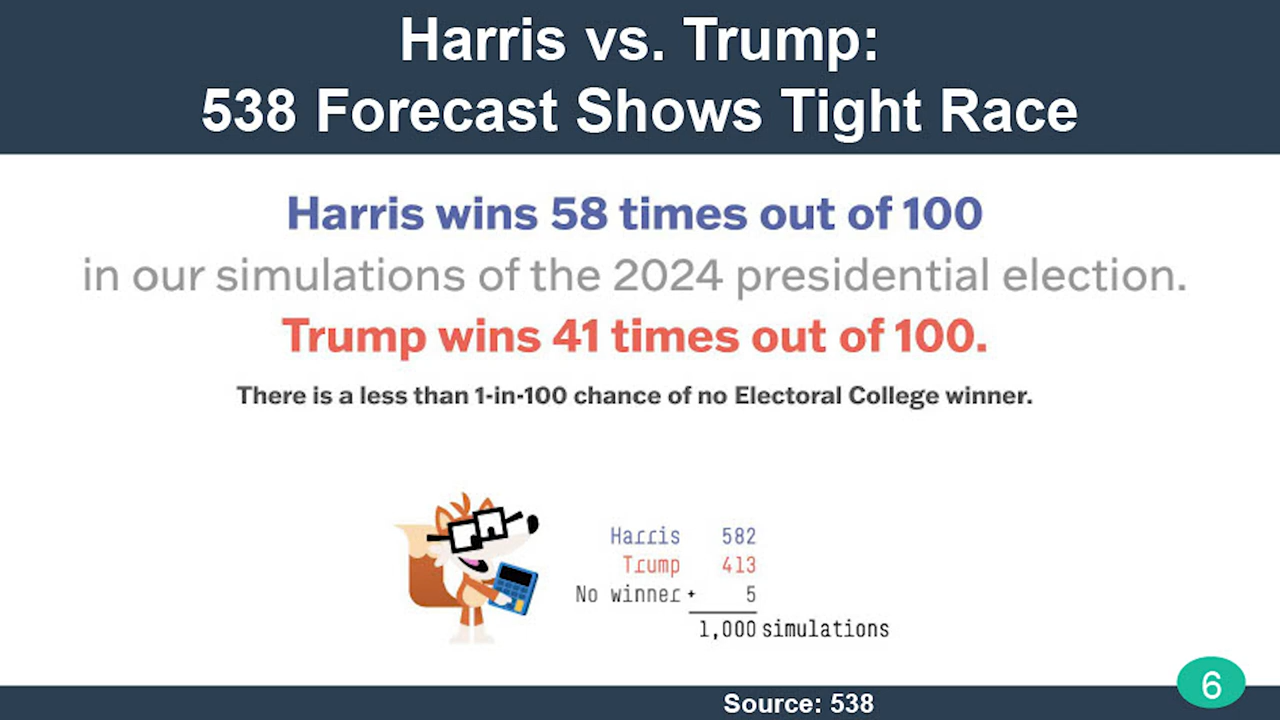 Harris vs. Trump:
538 Forecast Shows Tight Race
Harris wins 58 times out of 100
in our simulations of the 2024 presidential election.
Trump wins 41 times out of 100.
There is a less than 1-in-100 chance of no Electoral College winner.
Harris 582
Trump 413
No winner + 5
1,000 simulations
6
Source: 538